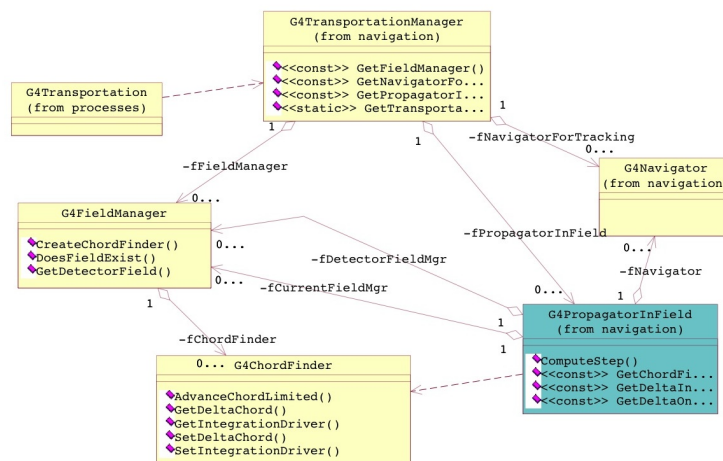 G4TransportationManager
(from navigation)
<<const>> GetFieldManager()
<<const>> GetNavigatorFo...
<<const>> GetPropagatorI...
<<static>> GetTransporta...
G4Transportation
(from processes)
1
1
1
-fNavigatorForTracking
0...
-fFieldManager
0...
G4Navigator
(from navigation)
G4FieldManager
CreateChordFinder()
DoesFieldExist()
GetDetectorField()
0...
-fPropagatorInField
0...
-fDetectorFieldMgr
-fNavigator
0...
-fCurrentFieldMgr
0...
1
1
1
1
G4PropagatorInField
(from navigation)
ComputeStep()
<<const>> GetChordFi...
<<const>> GetDeltaIn...
<<const>> GetDeltaOn...
-fChordFinder
0...
G4ChordFinder
AdvanceChordLimited()
GetDeltaChord()
GetIntegrationDriver()
SetDeltaChord()
SetIntegrationDriver()